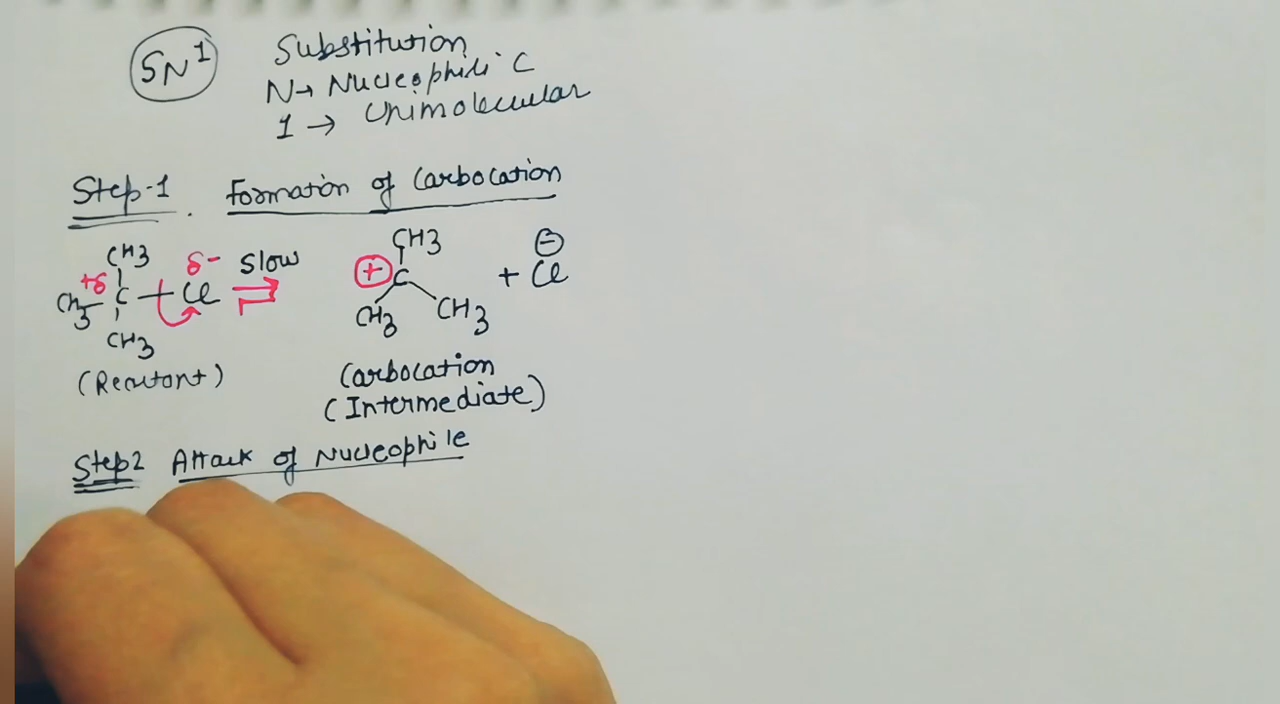 SN1 Substitution
N→ Nucleophilic
1 → Unimolecular
Step-1. Formation of Carbocation
CH3 δ- Slow CH3 ⊖
+δ CH3 C Cl ⊕ C + Cl
CH3 CH3 CH3
(Reactant) Carbocation
(Intermediate)
Step2 Attack of Nucleophile